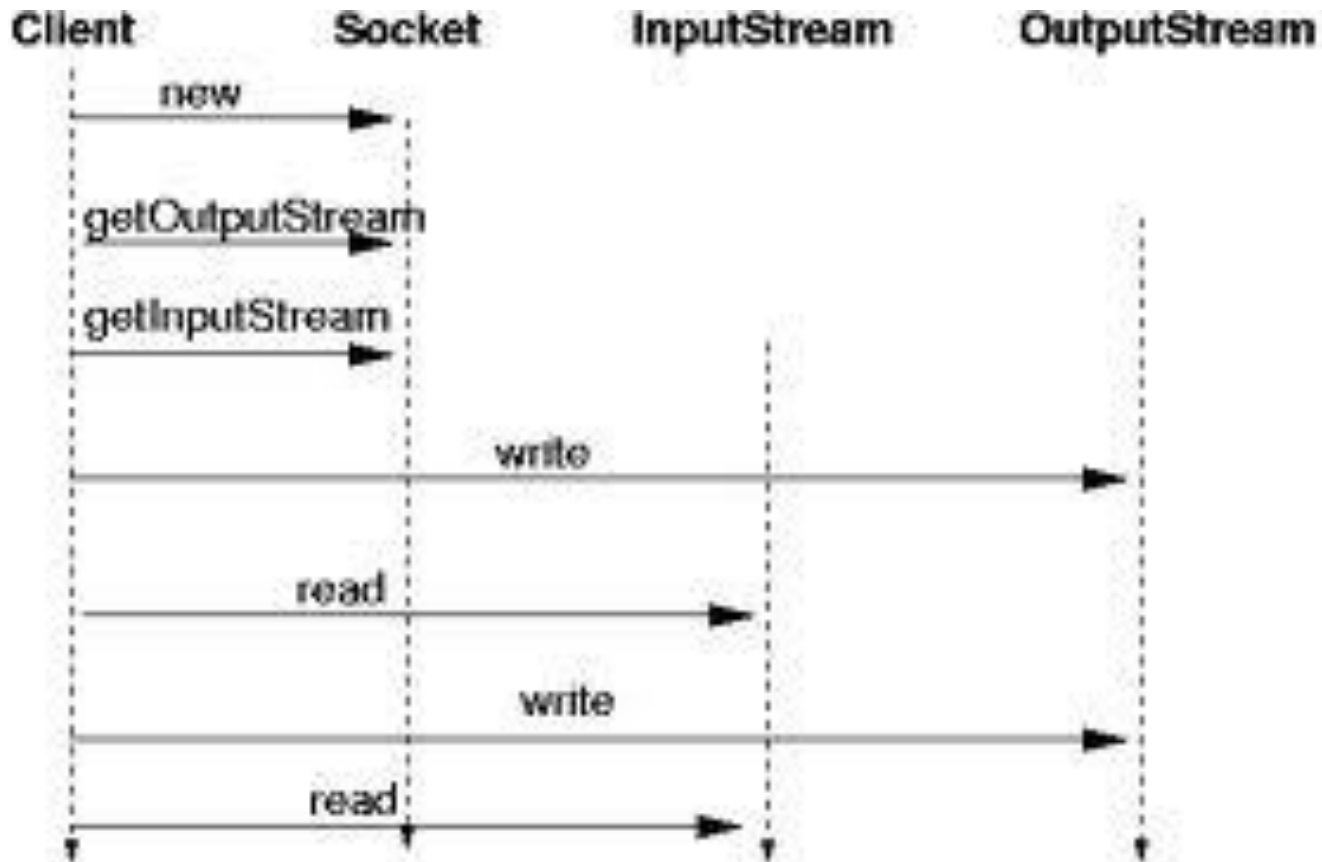 Client Socket InputStream OutputStream
new
getOutputStream
getInputStream
write
read
write
read